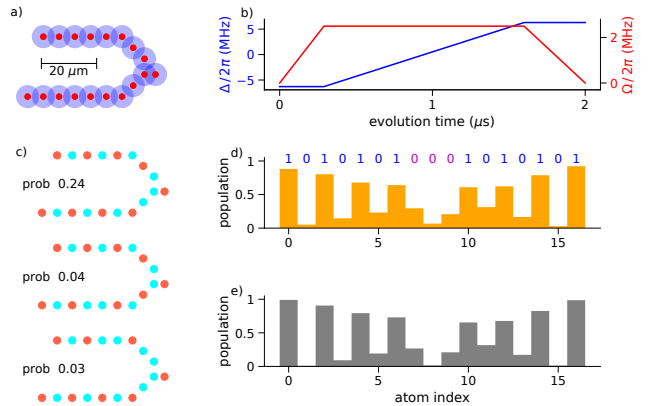 a)
20 μm
b)
Δ/2π (MHz)
5
0
−5
0
1
2
evolution time (μs)
2
0
Ω/2π (MHz)
c)
prob 0.24
prob 0.04
prob 0.03
d)
population
1
0.5
0
1 0 1 0 1 0 1 0 0 0 1 0 1 0 1 0 1
0
5
10
15
e)
population
1
0.5
0
0
5
10
15
atom index